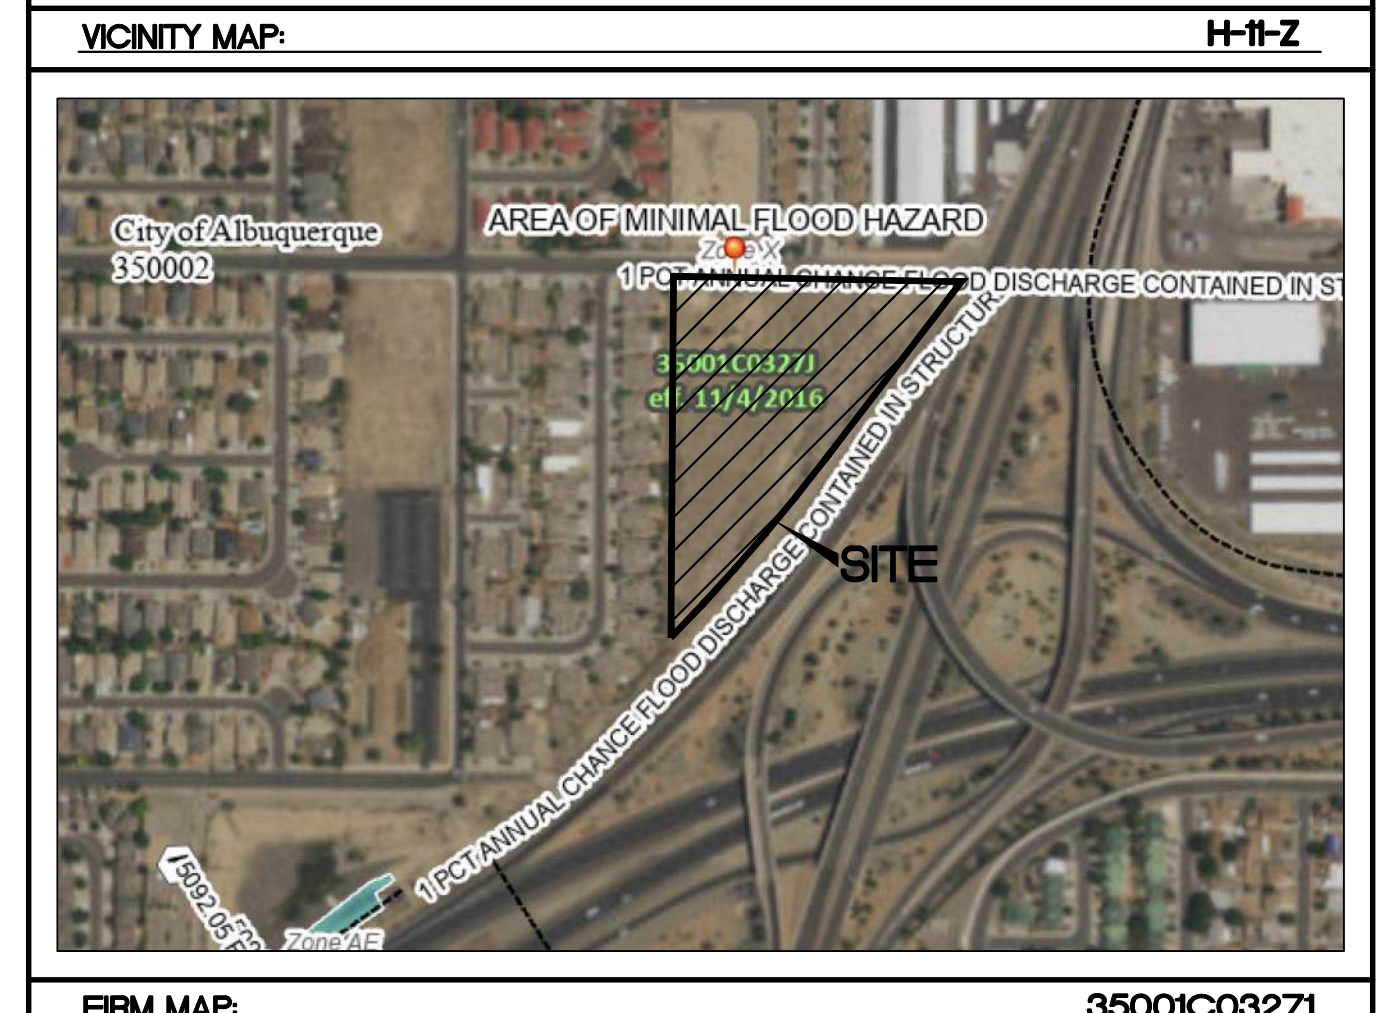 VICINITY MAP: H-11-Z
City of Albuquerque
350002
AREA OF MINIMAL FLOOD HAZARD
Zone X
1 PCT ANNUAL CHANCE FLOOD DISCHARGE CONTAINED IN ST
35001C0327J
eff. 11/4/2016
1 PCT ANNUAL CHANCE FLOOD DISCHARGE CONTAINED IN STRUCTUR
SITE
Zone AE
FIRM MAP: 35001C03271